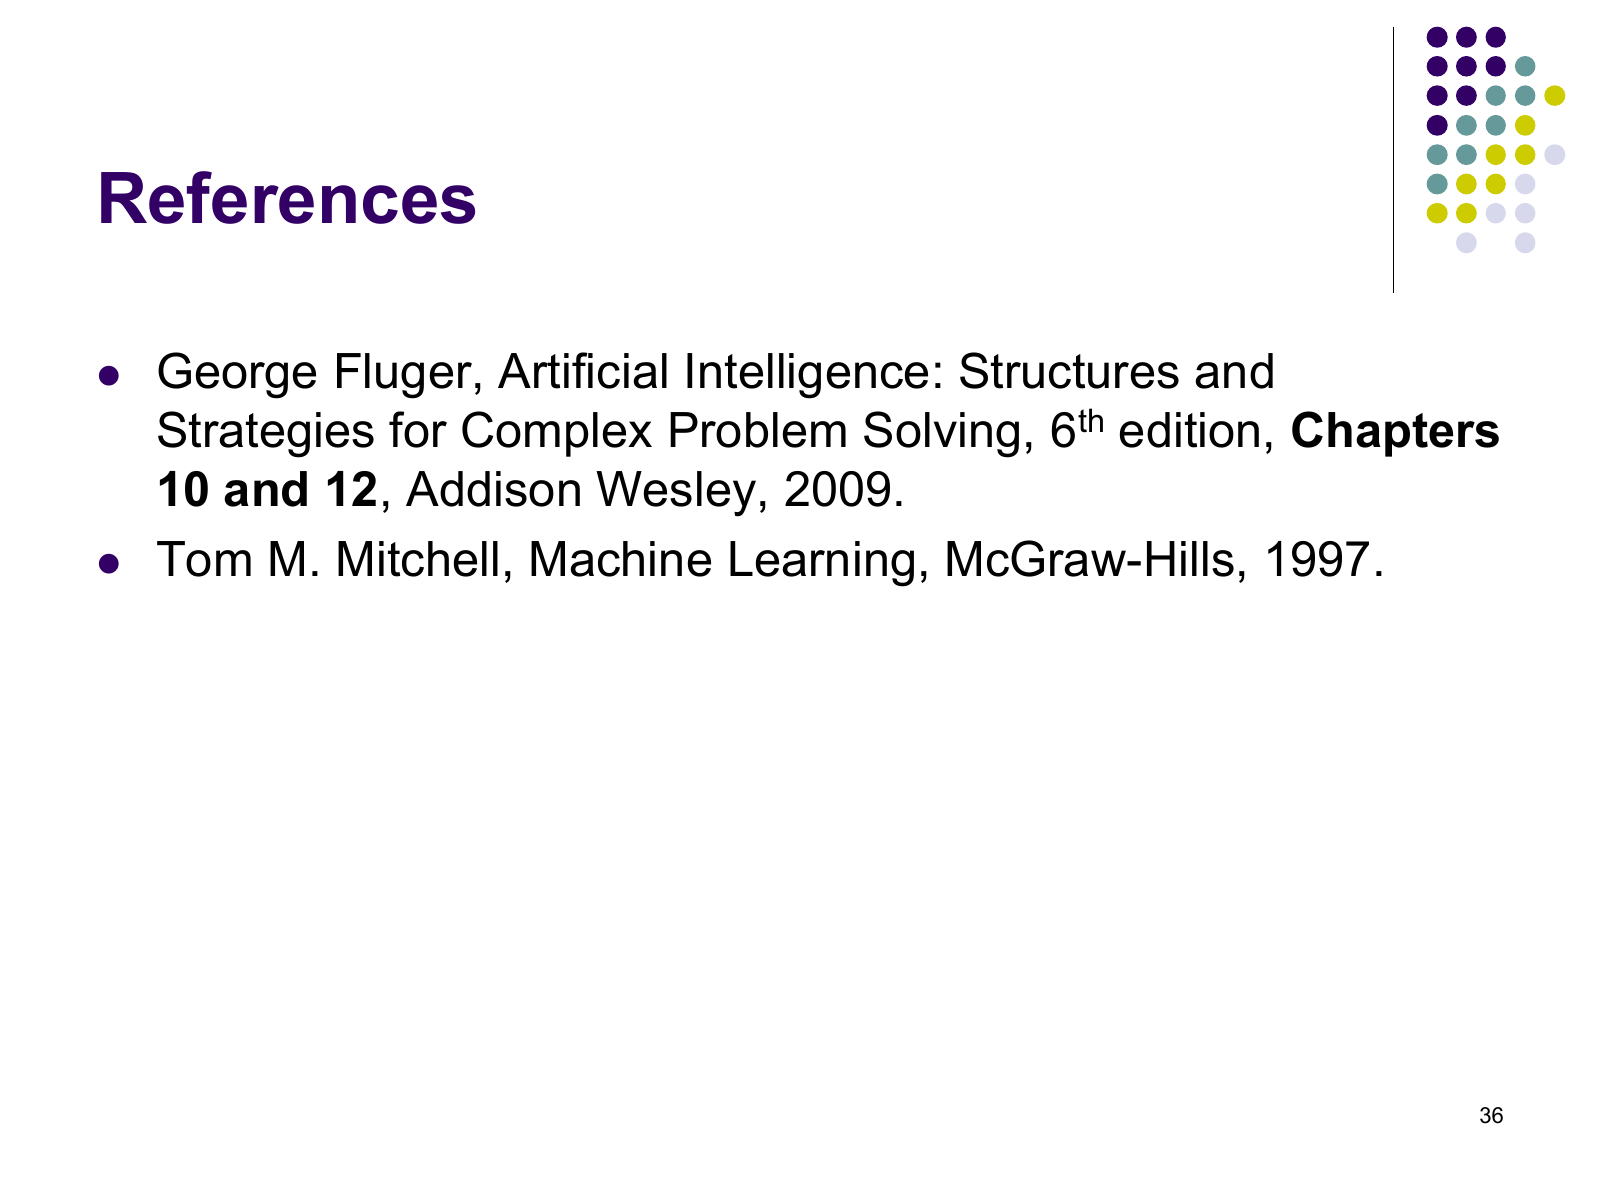 References
● George Fluger, Artificial Intelligence: Structures and
Strategies for Complex Problem Solving, 6th edition, Chapters
10 and 12, Addison Wesley, 2009.
● Tom M. Mitchell, Machine Learning, McGraw-Hills, 1997.
36